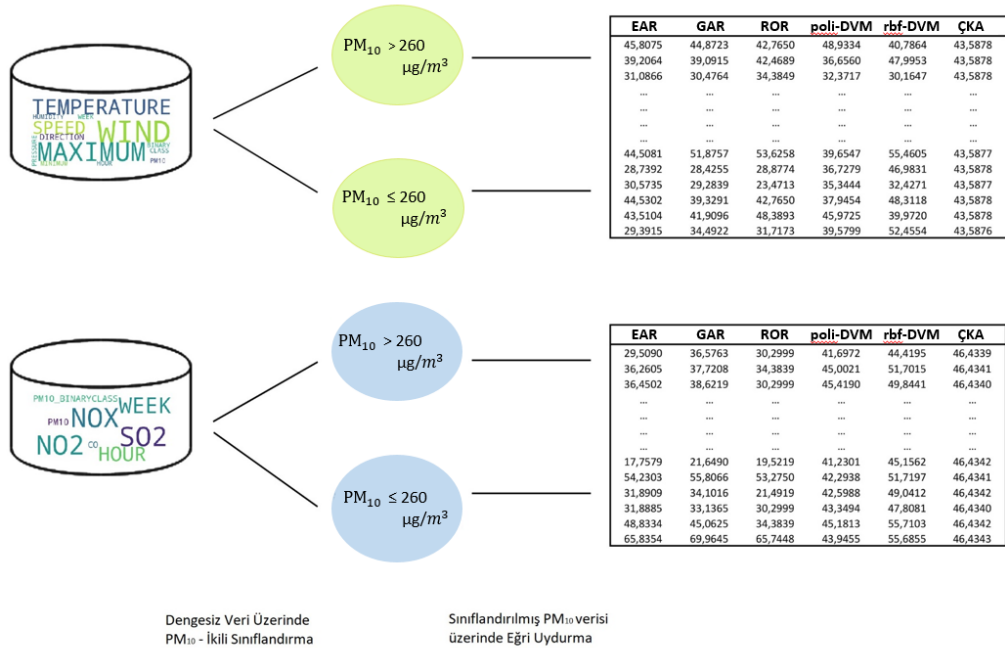 TEMPERATURE
HUMIDITY WEEK
SPEED WIND
DIRECTION
PRESSURE MAXIMUM BINARY
CLASS
MINIMUM HOUR PM10
PM₁₀ > 260
µg/m³
PM₁₀ ≤ 260
µg/m³
EAR GAR ROR poli-DVM rbf-DVM ÇKA
45,8075 44,8723 42,7650 48,9334 40,7864 43,5878
39,2064 39,0915 42,4689 36,6560 47,9953 43,5878
31,0866 30,4764 34,3849 32,3717 30,1647 43,5878
... ... ... ... ... ...
... ... ... ... ... ...
... ... ... ... ... ...
... ... ... ... ... ...
44,5081 51,8757 53,6258 39,6547 55,4605 43,5877
28,7392 28,4255 28,8774 36,7279 46,9831 43,5878
30,5735 29,2839 23,4713 35,3444 32,4271 43,5877
44,5302 39,3291 42,7650 37,9454 48,3118 43,5878
43,5104 41,9096 48,3893 45,9725 39,9720 43,5878
29,3915 34,4922 31,7173 39,5799 52,4554 43,5876
PM10_BINARYCLASS
PM10 NOX WEEK
NO2 CO HOUR SO2
PM₁₀ > 260
µg/m³
PM₁₀ ≤ 260
µg/m³
EAR GAR ROR poli-DVM rbf-DVM ÇKA
29,5090 36,5763 30,2999 41,6972 44,4195 46,4339
36,2605 37,7208 34,3839 45,0021 51,7015 46,4341
36,4502 38,6219 30,2999 45,4190 49,8441 46,4340
... ... ... ... ... ...
... ... ... ... ... ...
... ... ... ... ... ...
... ... ... ... ... ...
17,7579 21,6490 19,5219 41,2301 45,1562 46,4342
54,2303 55,8066 53,2750 42,2938 51,7197 46,4341
31,8909 34,1016 21,4919 42,5988 49,0412 46,4342
31,8885 33,1365 30,2999 43,3494 47,8081 46,4340
48,8334 45,0625 34,3839 45,1813 55,7103 46,4342
65,8354 69,9645 65,7448 43,9455 55,6855 46,4343
Dengesiz Veri Üzerinde
PM₁₀ - İkili Sınıflandırma
Sınıflandırılmış PM₁₀ verisi
üzerinde Eğri Uydurma